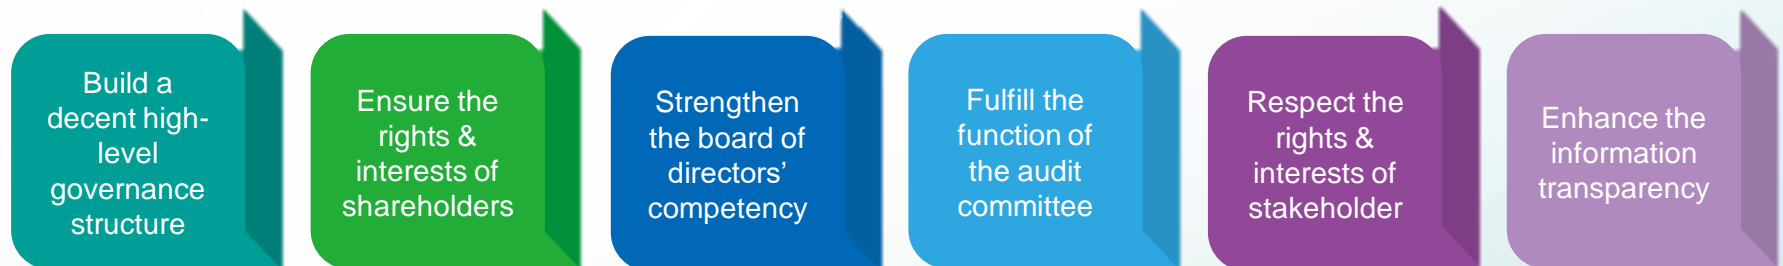 Build a
decent high-
level
governance
structure
Ensure the
rights &
interests of
shareholders
Strengthen
the board of
directors’
competency
Fulfill the
function of
the audit
committee
Respect the
rights &
interests of
stakeholder
Enhance the
information
transparency